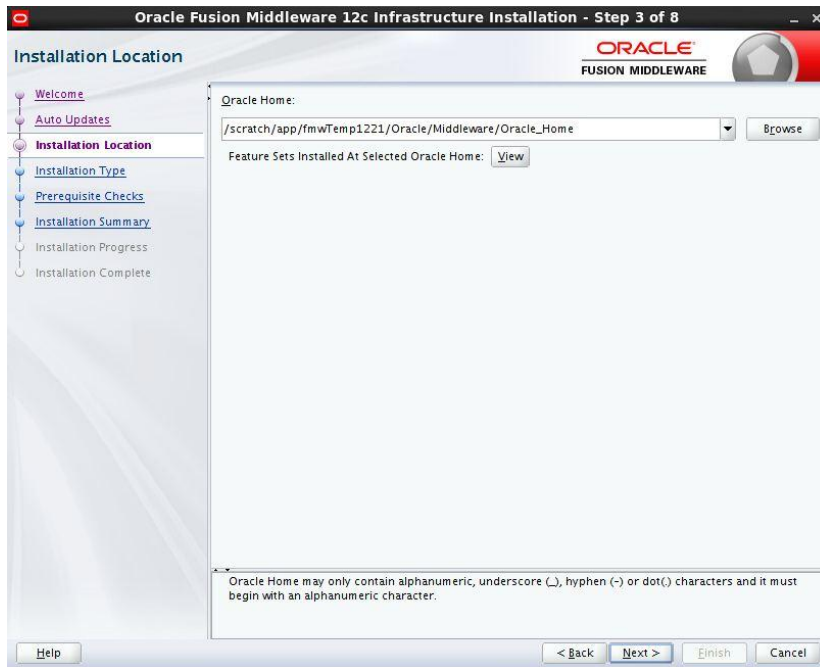 Oracle Fusion Middleware 12c Infrastructure Installation - Step 3 of 8
Installation Location
ORACLE
FUSION MIDDLEWARE
Welcome
Auto Updates
Installation Location
Installation Type
Prerequisite Checks
Installation Summary
Installation Progress
Installation Complete
Oracle Home:
/scratch/app/fmwTemp1221/Oracle/Middleware/Oracle_Home
Browse
Feature Sets Installed At Selected Oracle Home: View
Oracle Home may only contain alphanumeric, underscore (_), hyphen (-) or dot(.) characters and it must
begin with an alphanumeric character.
Help
< Back Next > Finish Cancel